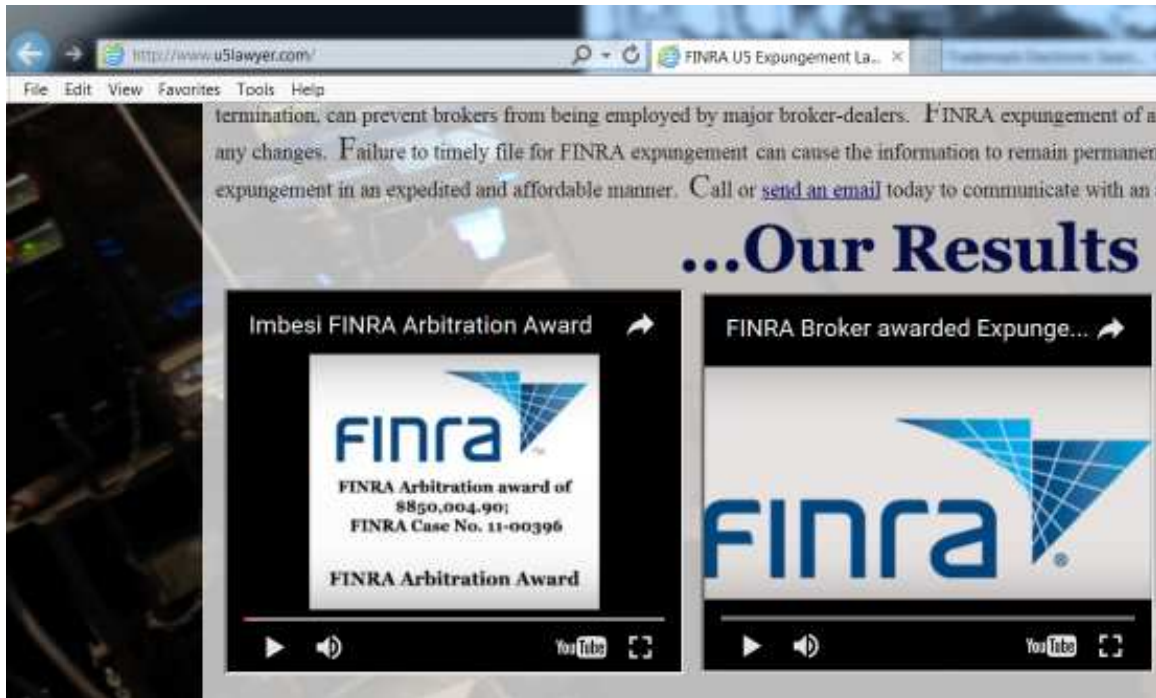 http://www.u5lawyer.com/
FINRA U5 Expungement La...
File Edit View Favorites Tools Help
termination, can prevent brokers from being employed by major broker-dealers. FINRA expungement of a
any changes. Failure to timely file for FINRA expungement can cause the information to remain permanen
expungement in an expedited and affordable manner. Call or send an email today to communicate with an
...Our Results
Imbesi FINRA Arbitration Award
FINRA Broker awarded Expunge...
Finra
FINRA Arbitration award of
$850,004.90;
FINRA Case No. 11-00396
FINRA Arbitration Award
Finra
YouTube
YouTube